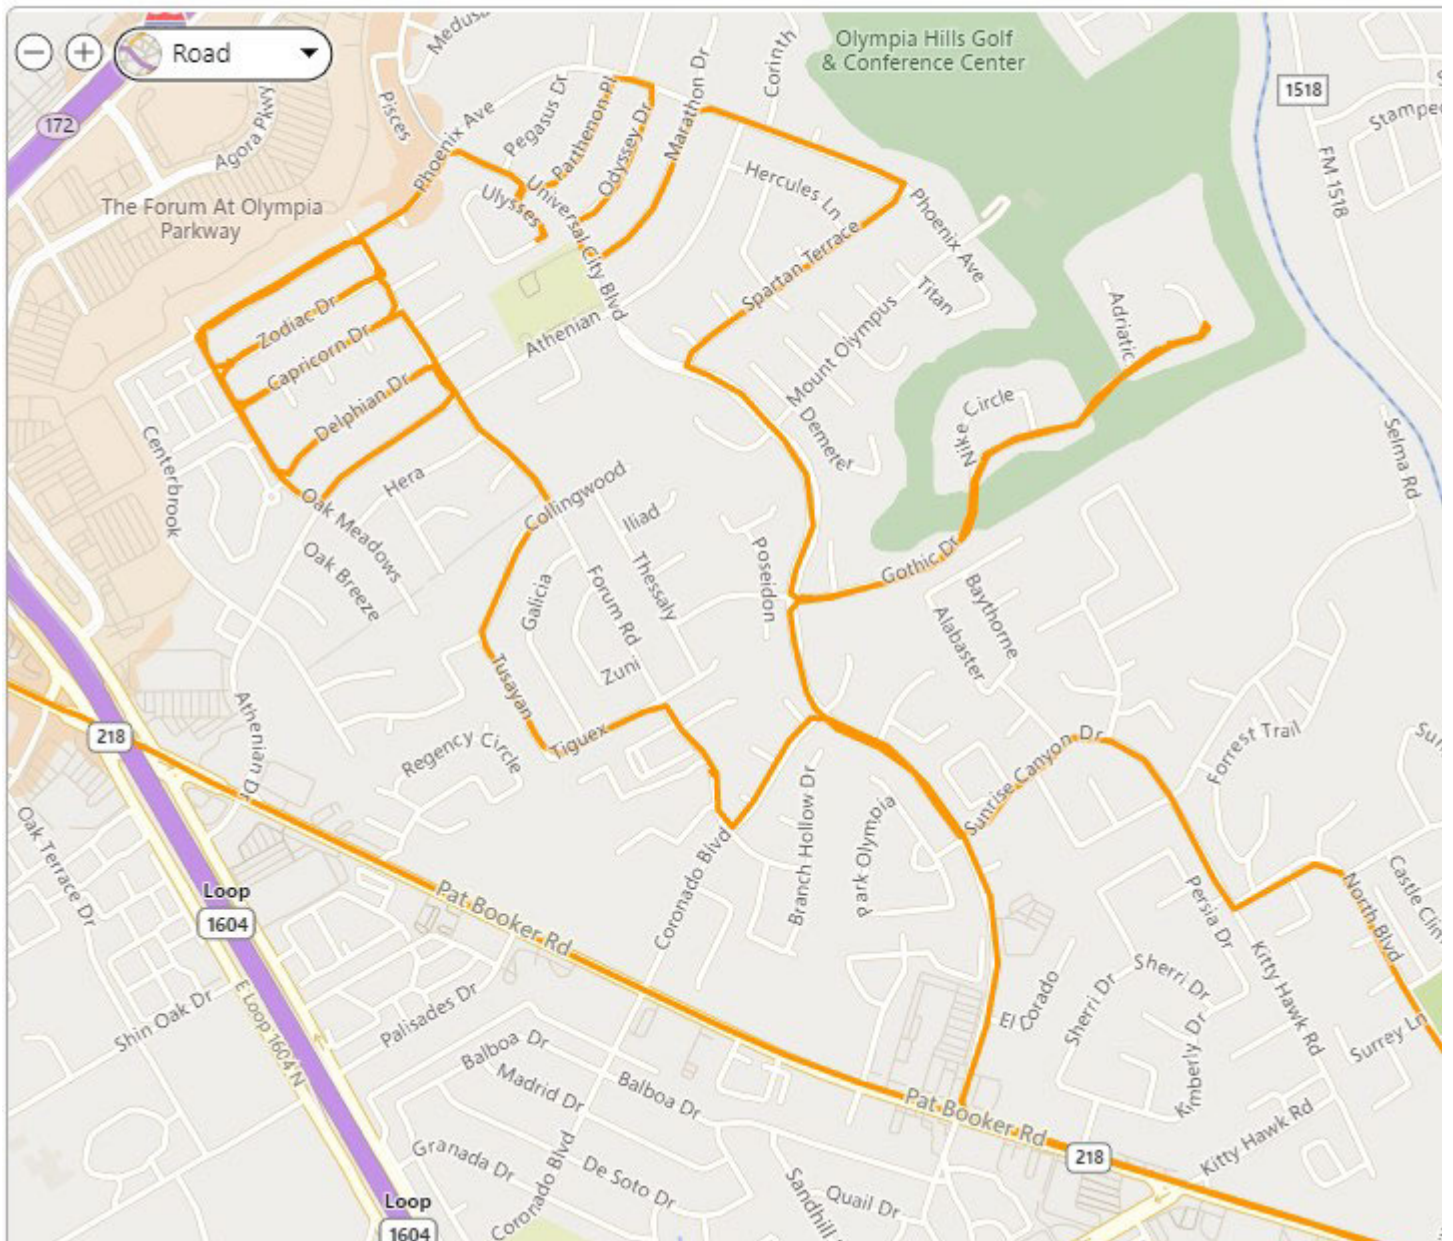 Road
172
Medusa
Pisces
Agora Pkwy
Phoenix Ave
Pegasus Dr
Parthenon Pl
Odyssey Dr
Marathon Dr
Corinth
Olympia Hills Golf
& Conference Center
1518
FM 1518
The Forum At Olympia
Parkway
Ulysses
Universal City Blvd
Hercules Ln
Phoenix Ave
Spartan Terrace
Titan
Mount Olympus
Adriatic
Zodiac Dr
Capricorn Dr
Delphian Dr
Athenian
Demeter
Nike
Circle
Selma Rd
Centerbrook
Hera
Oak Meadows
Oak Breeze
Collingwood
Iliad
Thessaly
Poseidon
Gothic Dr
Galicia
Forum Rd
Zuni
Baythorne
Alabaster
Tusayan
Tiguex
Athenian Dr
218
Regency Circle
Sunrise Canyon Dr
Forrest Trail
Oak Terrace Dr
Branch Hollow Dr
Park Olympia
Coronado Blvd
Loop
1604
Pat Booker Rd
Persia Dr
North Blvd
Kitty Hawk Rd
Shin Oak Dr
E Loop 1604 N
Palisades Dr
El Dorado
Sherri Dr
Sherri Dr
Kimberly Dr
Surrey Ln
Balboa Dr
Madrid Dr
Balboa Dr
Pat Booker Rd
218
Kitty Hawk Rd
Granada Dr
De Soto Dr
Coronado Blvd
Quail Dr
Sandhill
Loop
1604